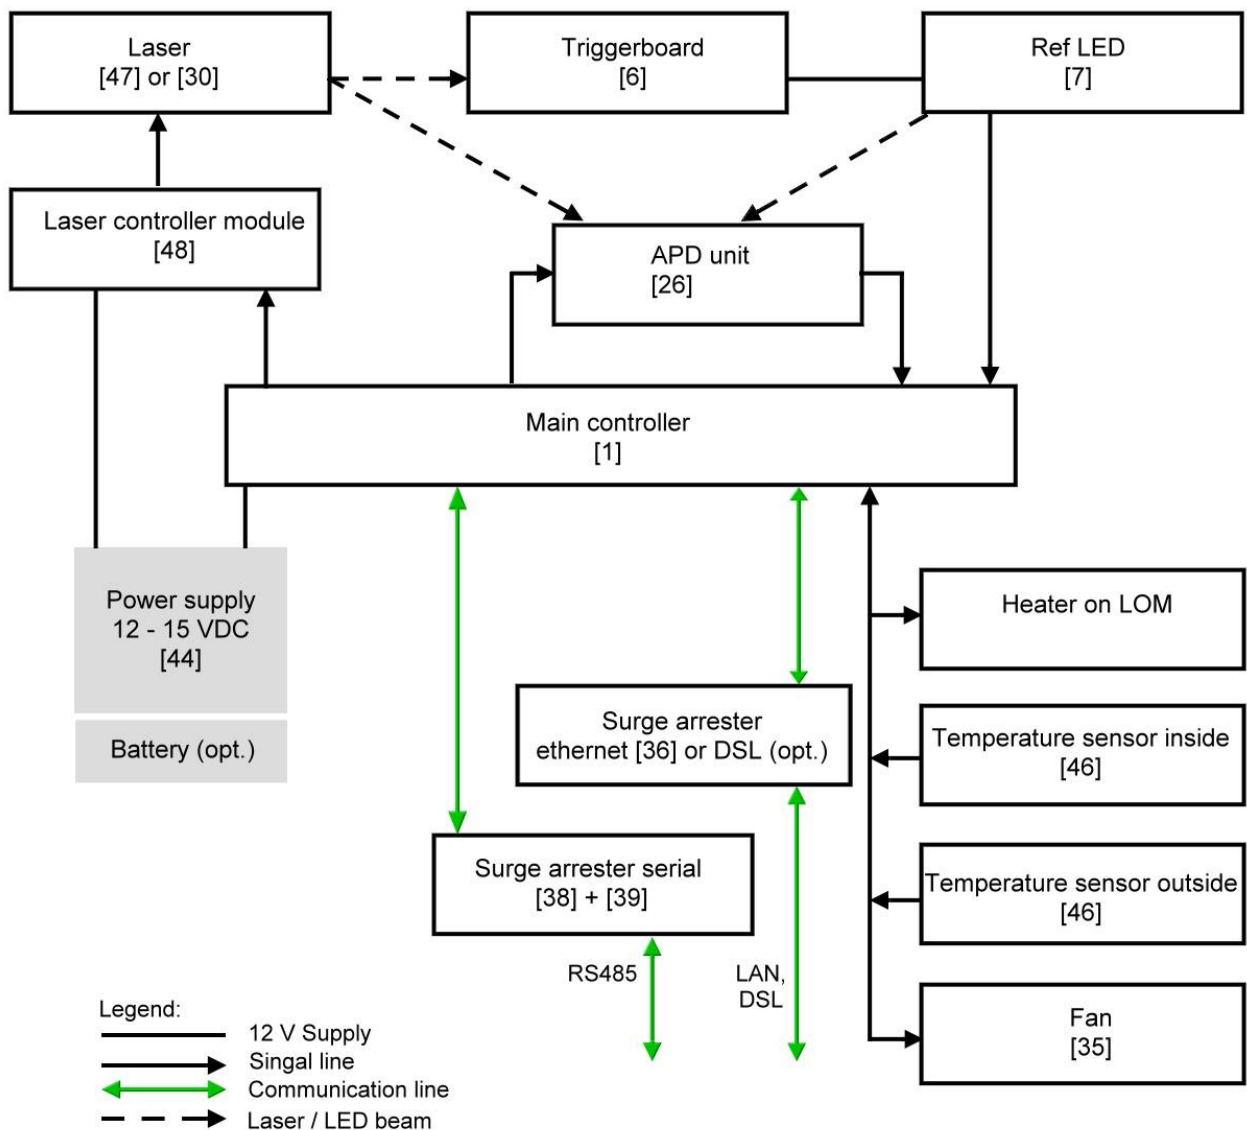 Laser
[47] or [30]
Triggerboard
[6]
Ref LED
[7]
Laser controller module
[48]
APD unit
[26]
Main controller
[1]
Power supply
12 - 15 VDC
[44]
Battery (opt.)
Heater on LOM
Surge arrester
ethernet [36] or DSL (opt.)
Temperature sensor inside
[46]
Surge arrester serial
[38] + [39]
Temperature sensor outside
[46]
RS485
LAN,
DSL
Fan
[35]
Legend:
12 V Supply
Singal line
Communication line
Laser / LED beam